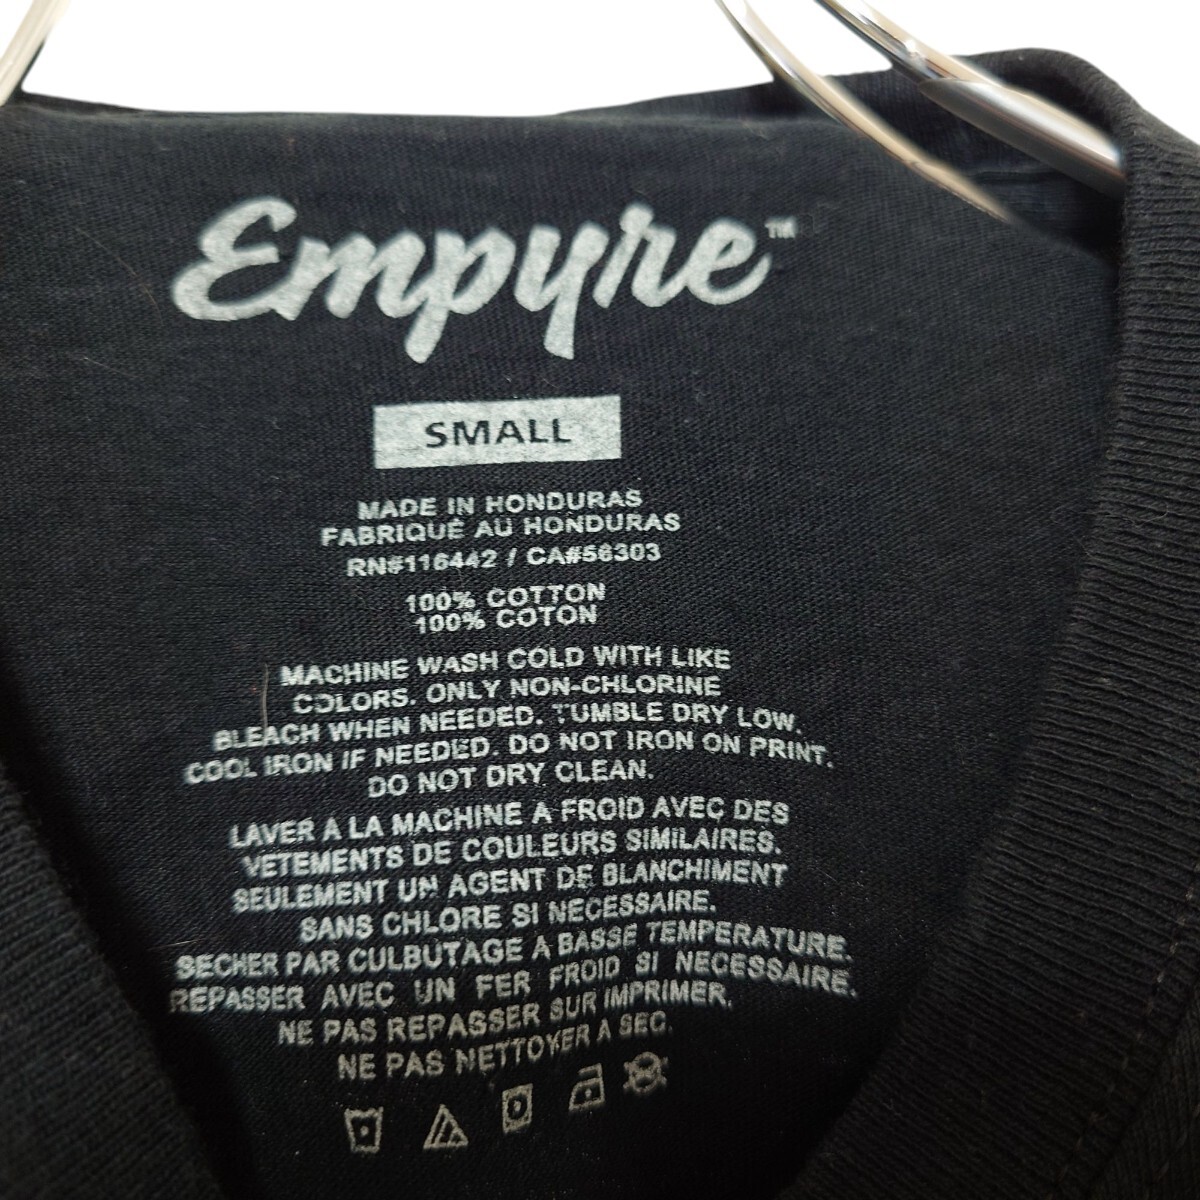 Empyre™
SMALL
MADE IN HONDURAS
FABRIQUÉ AU HONDURAS
RN#116442 / CA#56303
100% COTTON
100% COTON
MACHINE WASH COLD WITH LIKE
COLORS. ONLY NON-CHLORINE
BLEACH WHEN NEEDED. TUMBLE DRY LOW.
COOL IRON IF NEEDED. DO NOT IRON ON PRINT.
DO NOT DRY CLEAN.
LAVER A LA MACHINE A FROID AVEC DES
VETEMENTS DE COULEURS SIMILAIRES.
SEULEMENT UN AGENT DE BLANCHIMENT
SANS CHLORE SI NECESSAIRE.
SECHER PAR CULBUTAGE A BASSE TEMPERATURE.
REPASSER AVEC UN FER FROID SI NECESSAIRE.
NE PAS REPASSER SUR IMPRIMER.
NE PAS NETTOYER A SEC.